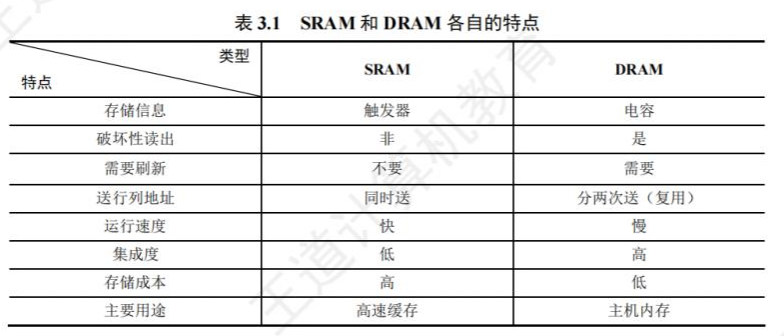 表 3.1 SRAM 和 DRAM 各自的特点
类型
特点 SRAM DRAM
存储信息 触发器 电容
破坏性读出 非 是
需要刷新 不要 需要
送行列地址 同时送 分两次送（复用）
运行速度 快 慢
集成度 低 高
存储成本 高 低
主要用途 高速缓存 主机内存
王道计算机教育